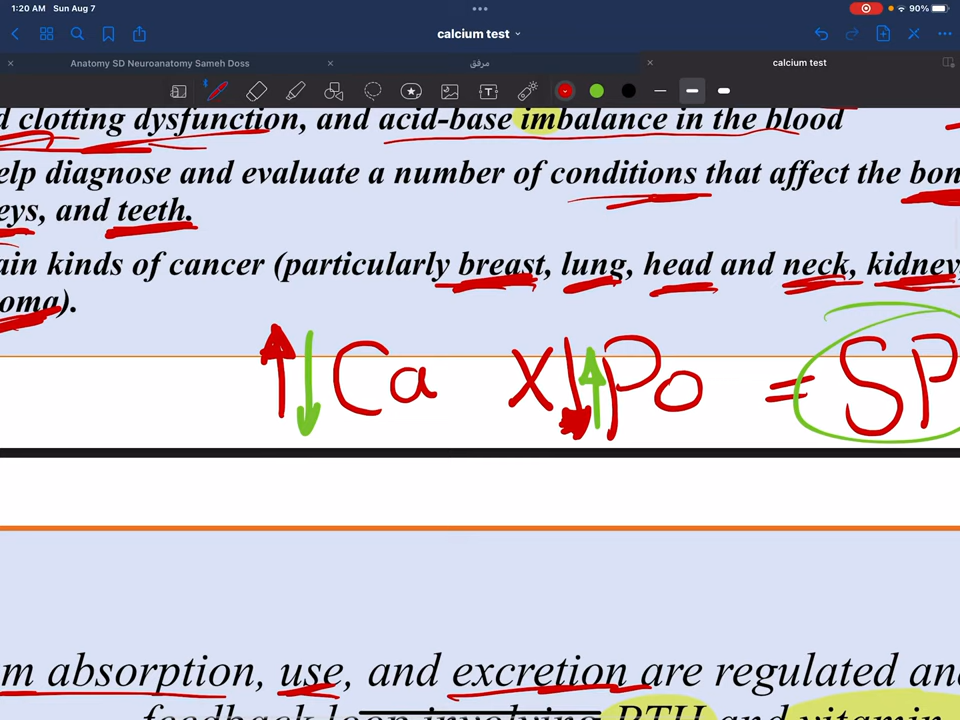 1:20 AM Sun Aug 7
90%
calcium test
Anatomy SD Neuroanatomy Sameh Doss
مرفق
calcium test
d clotting dysfunction, and acid-base imbalance in the blood
elp diagnose and evaluate a number of conditions that affect the bon
eys, and teeth.
ain kinds of cancer (particularly breast, lung, head and neck, kidney,
oma).
↑↓ Ca X ↓↑ Po = SP
m absorption, use, and excretion are regulated an
feedback loop involving PTH and vitamin